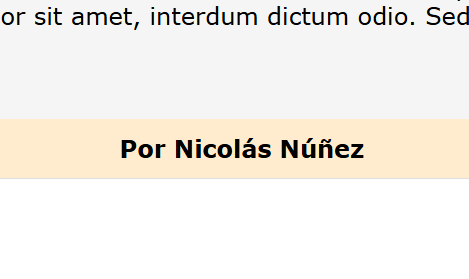 or sit amet, interdum dictum odio. Sed
Por Nicolás Núñez